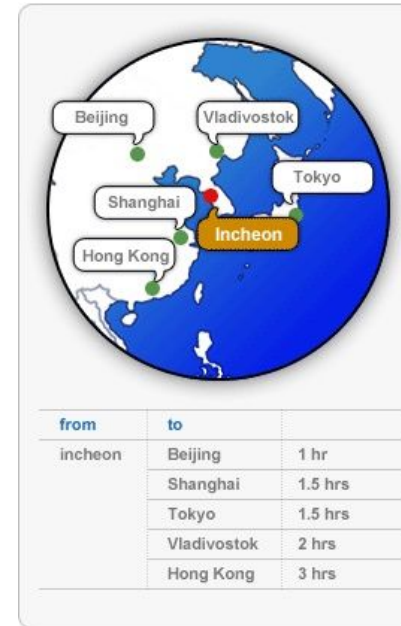 Beijing
Vladivostok
Tokyo
Shanghai
Incheon
Hong Kong
from to
incheon Beijing 1 hr
Shanghai 1.5 hrs
Tokyo 1.5 hrs
Vladivostok 2 hrs
Hong Kong 3 hrs